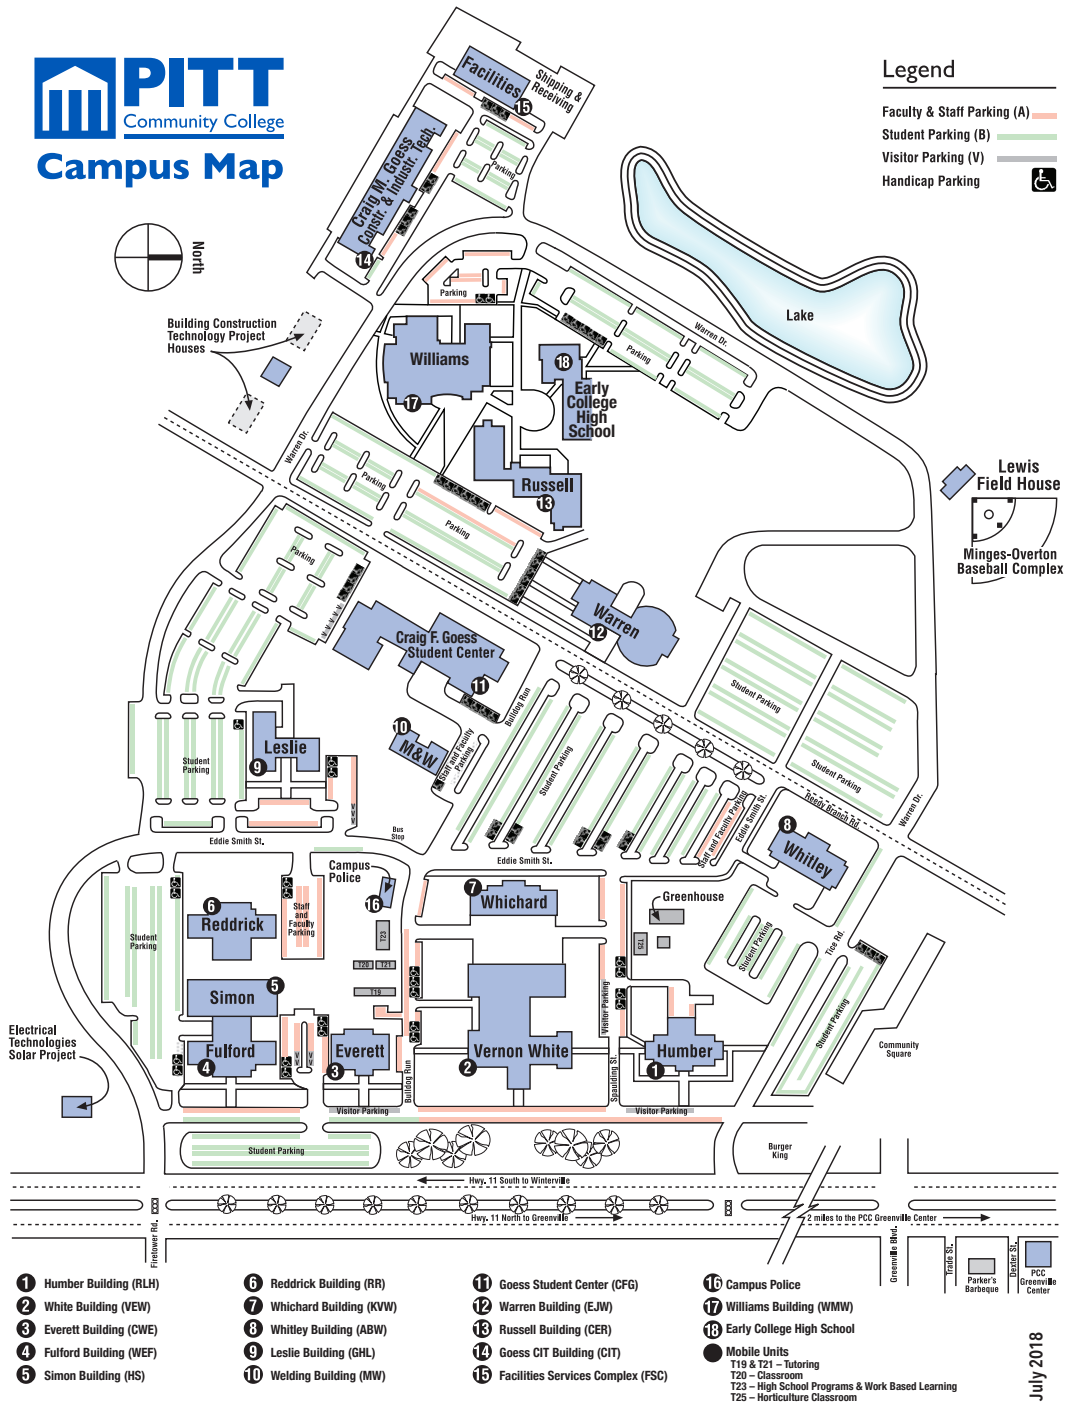 PITT
Community College
Campus Map
North
Legend
Faculty & Staff Parking (A)
Student Parking (B)
Visitor Parking (V)
Handicap Parking
Facilities
15
Shipping &
Receiving
Parking
Craig M. Goess
Constr. & Industr. Tech.
14
Parking
Lake
Warren Dr.
Building Construction
Technology Project
Houses
Williams
17
18
Early
College
High
School
Parking
Warren Dr.
Parking
Russell
13
Parking
Lewis
Field House
Minges-Overton
Baseball Complex
Parking
V V V V
Warren
12
Craig F. Goess
Student Center
11
Bulldog Run
Student Parking
Student Parking
10
M&W
Staff and Faculty
Parking
Student Parking
Leslie
9
Student
Parking
V V V
Reedy Branch Rd.
Warren Dr.
Staff and Faculty Parking
Eddie Smith St.
8
Whitley
Eddie Smith St.
Bus
Stop
Eddie Smith St.
Campus
Police
16
7
Whichard
Greenhouse
6
Reddrick
Staff
and
Faculty
Parking
T23
T25
Student
Parking
T20
T21
T19
Student Parking
Tice Rd.
Simon
5
Visitor Parking
Student Parking
Community
Square
Electrical
Technologies
Solar Project
Fulford
4
V V
V V
Everett
3
Bulldog Run
Vernon White
2
Spaulding St.
Humber
1
Visitor Parking
Visitor Parking
Student Parking
Burger
King
Hwy. 11 South to Winterville
Hwy. 11 North to Greenville
2 miles to the PCC Greenville Center
Firetower Rd.
Greenville Blvd.
Trade St.
Parker's
Barbeque
Dexter St.
PCC
Greenville
Center
1 Humber Building (RLH)
2 White Building (VEW)
3 Everett Building (CWE)
4 Fulford Building (WEF)
5 Simon Building (HS)
6 Reddrick Building (RR)
7 Whichard Building (KVW)
8 Whitley Building (ABW)
9 Leslie Building (GHL)
10 Welding Building (MW)
11 Goess Student Center (CFG)
12 Warren Building (EJW)
13 Russell Building (CER)
14 Goess CIT Building (CIT)
15 Facilities Services Complex (FSC)
16 Campus Police
17 Williams Building (WMW)
18 Early College High School
Mobile Units
T19 & T21 – Tutoring
T20 – Classroom
T23 – High School Programs & Work Based Learning
T25 – Horticulture Classroom
July 2018